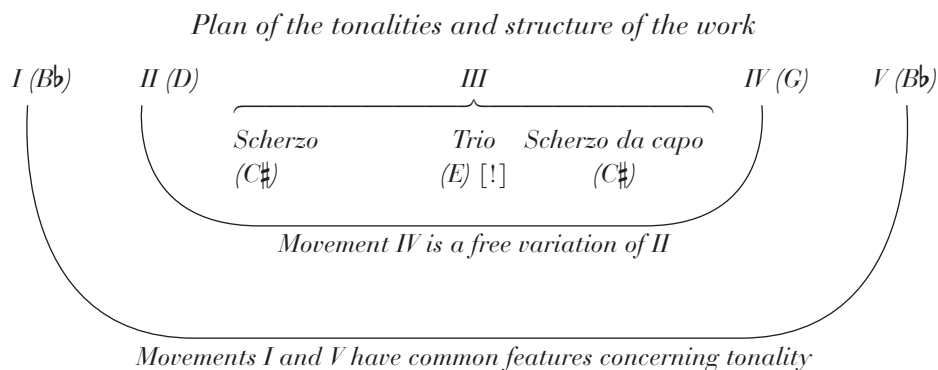 Plan of the tonalities and structure of the work
I (B♭) II (D) III IV (G) V (B♭)
Scherzo Trio Scherzo da capo
(C♯) (E) [!] (C♯)
Movement IV is a free variation of II
Movements I and V have common features concerning tonality